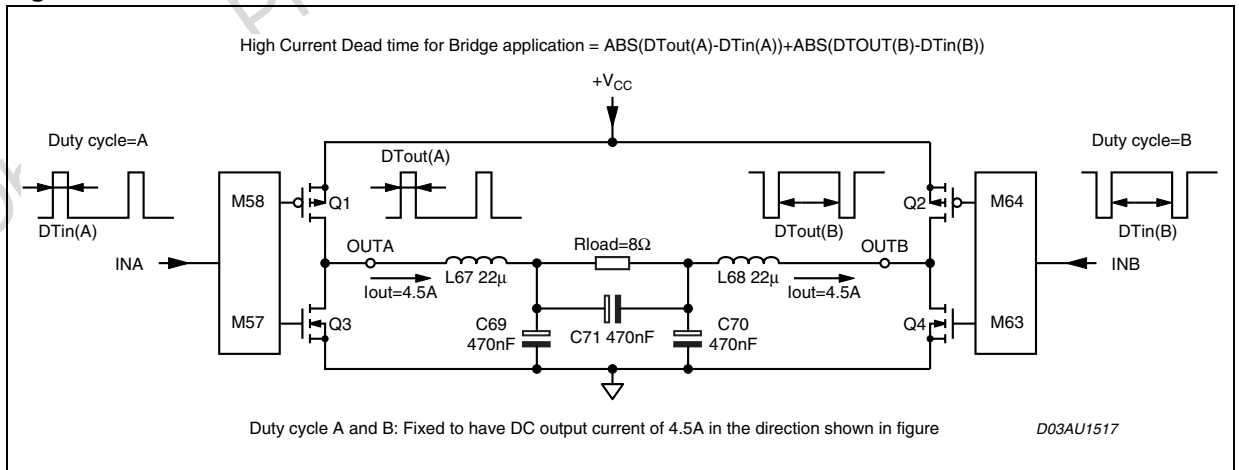 High Current Dead time for Bridge application = ABS(DTout(A)-DTin(A))+ABS(DTOUT(B)-DTin(B))
+VCC
Duty cycle=A
DTout(A)
Duty cycle=B
M58
Q1
Q2
M64
DTin(A)
DTout(B)
DTin(B)
OUTA
Rload=8Ω
OUTB
INA
INB
L67 22µ
L68 22µ
Iout=4.5A
Iout=4.5A
M57
Q3
C69
470nF
C71 470nF
C70
470nF
Q4
M63
Duty cycle A and B: Fixed to have DC output current of 4.5A in the direction shown in figure
D03AU1517